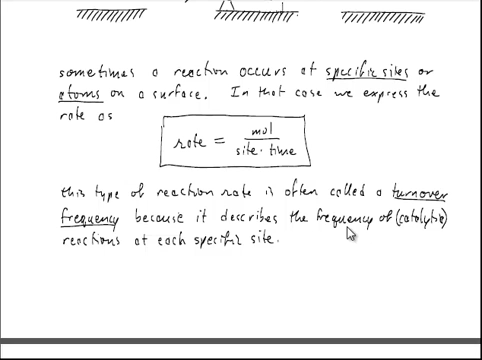 sometimes a reaction occurs at specific sites or
atoms on a surface. In that case we express the
rate as
rate = mol / site · time
this type of reaction rate is often called a turnover
frequency because it describes the frequency of (catalytic)
reactions at each specific site.